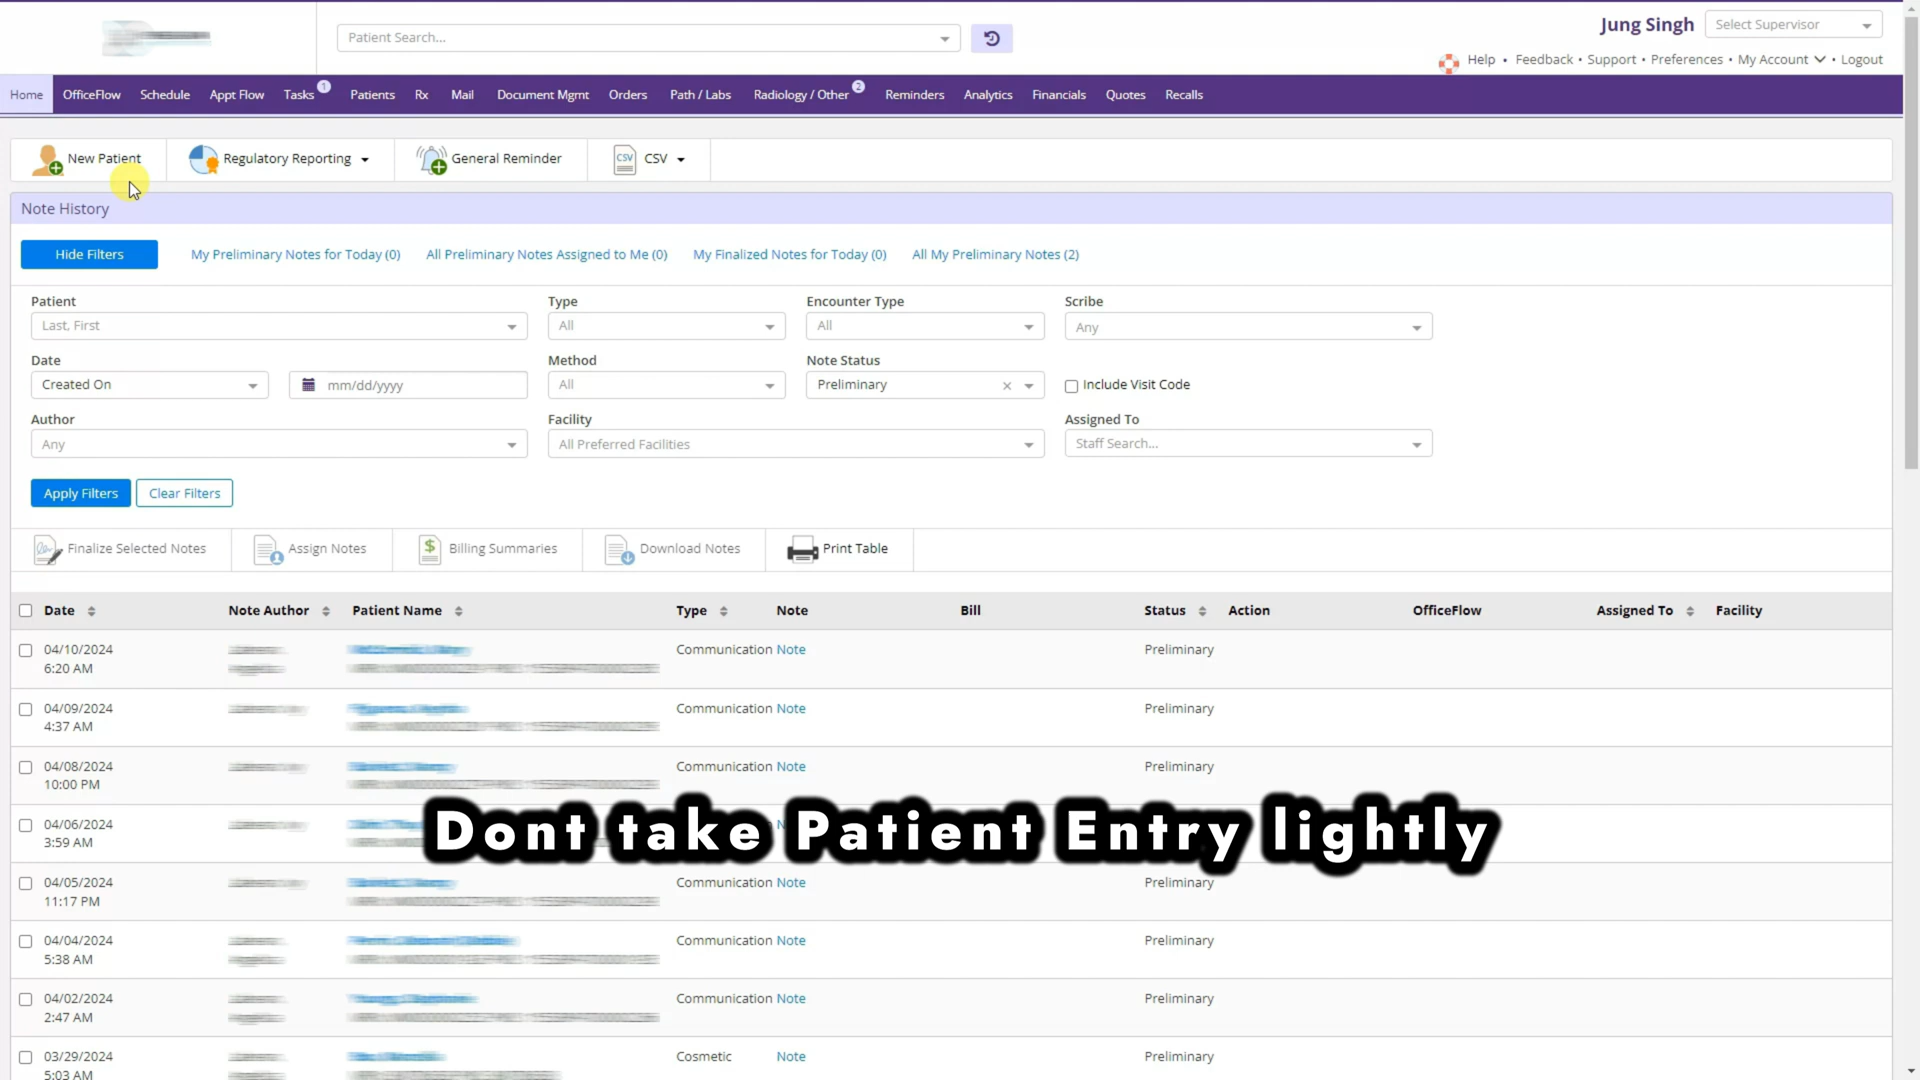 Patient Search...
Jung Singh
Select Supervisor
Help • Feedback • Support • Preferences • My Account • Logout
Home OfficeFlow Schedule Appt Flow Tasks 1 Patients Rx Mail Document Mgmt Orders Path / Labs Radiology / Other 2 Reminders Analytics Financials Quotes Recalls
New Patient Regulatory Reporting General Reminder CSV CSV
Note History
Hide Filters My Preliminary Notes for Today (0) All Preliminary Notes Assigned to Me (0) My Finalized Notes for Today (0) All My Preliminary Notes (2)
Patient Type Encounter Type Scribe
Last, First All All Any
Date Method Note Status
Created On mm/dd/yyyy All Preliminary × Include Visit Code
Author Facility Assigned To
Any All Preferred Facilities Staff Search...
Apply Filters Clear Filters
Finalize Selected Notes Assign Notes $ Billing Summaries Download Notes Print Table
Date Note Author Patient Name Type Note Bill Status Action OfficeFlow Assigned To Facility
04/10/2024 Communication Note Preliminary
6:20 AM
04/09/2024 Communication Note Preliminary
4:37 AM
04/08/2024 Communication Note Preliminary
10:00 PM
04/06/2024
3:59 AM
Dont take Patient Entry lightly
04/05/2024 Communication Note Preliminary
11:17 PM
04/04/2024 Communication Note Preliminary
5:38 AM
04/02/2024 Communication Note Preliminary
2:47 AM
03/29/2024 Cosmetic Note Preliminary
5:03 AM